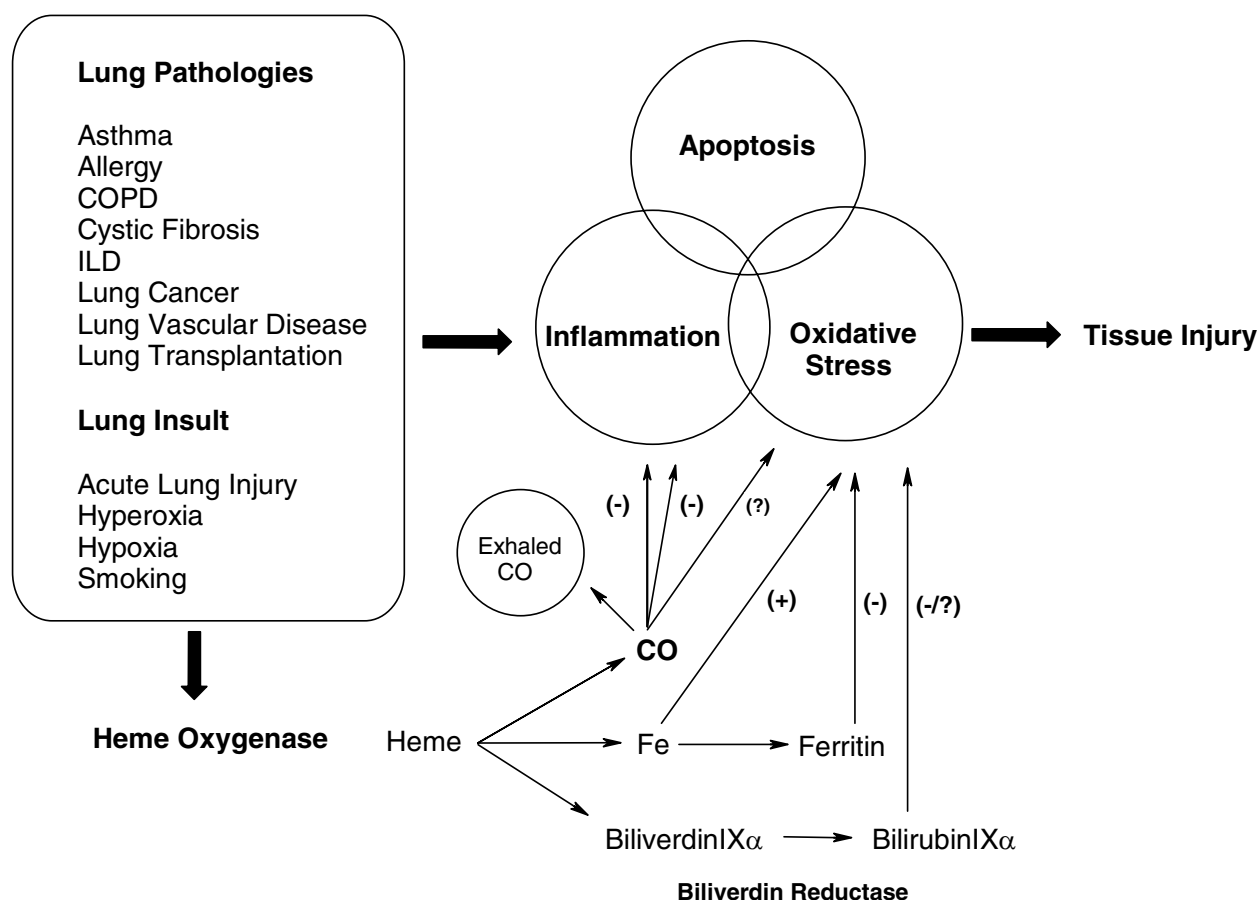 Lung Pathologies
Asthma
Allergy
COPD
Cystic Fibrosis
ILD
Lung Cancer
Lung Vascular Disease
Lung Transplantation
Lung Insult
Acute Lung Injury
Hyperoxia
Hypoxia
Smoking
Apoptosis
Inflammation
Oxidative
Stress
Tissue Injury
(-)
(-)
(?)
(+)
(-)
(-/?)
Exhaled
CO
CO
Heme Oxygenase
Heme
Fe
Ferritin
BiliverdinIXα
BilirubinIXα
Biliverdin Reductase